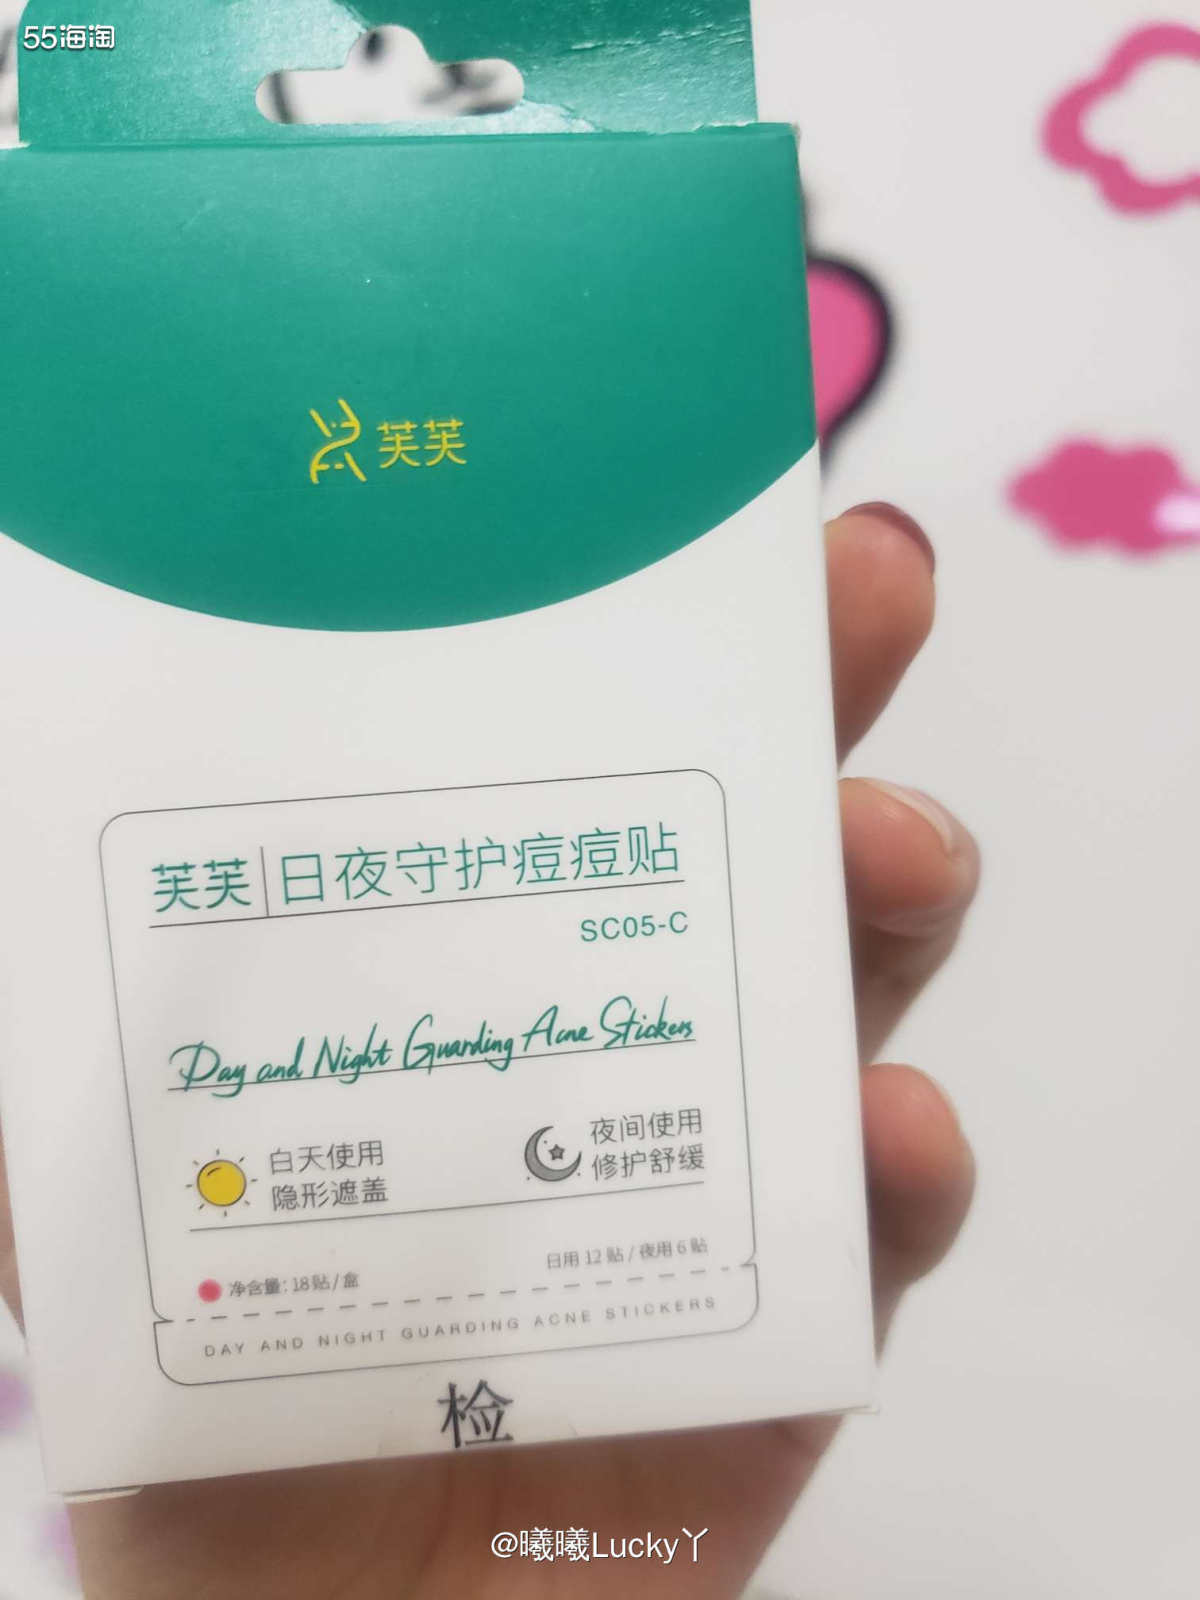 55海淘
芙芙
芙芙|日夜守护痘痘贴
SC05-C
Day and Night Guarding Acne Stickers
白天使用
隐形遮盖
夜间使用
修护舒缓
日用12贴/夜用6贴
净含量:18贴/盒
DAY AND NIGHT GUARDING ACNE STICKERS
检
@曦曦Lucky丫